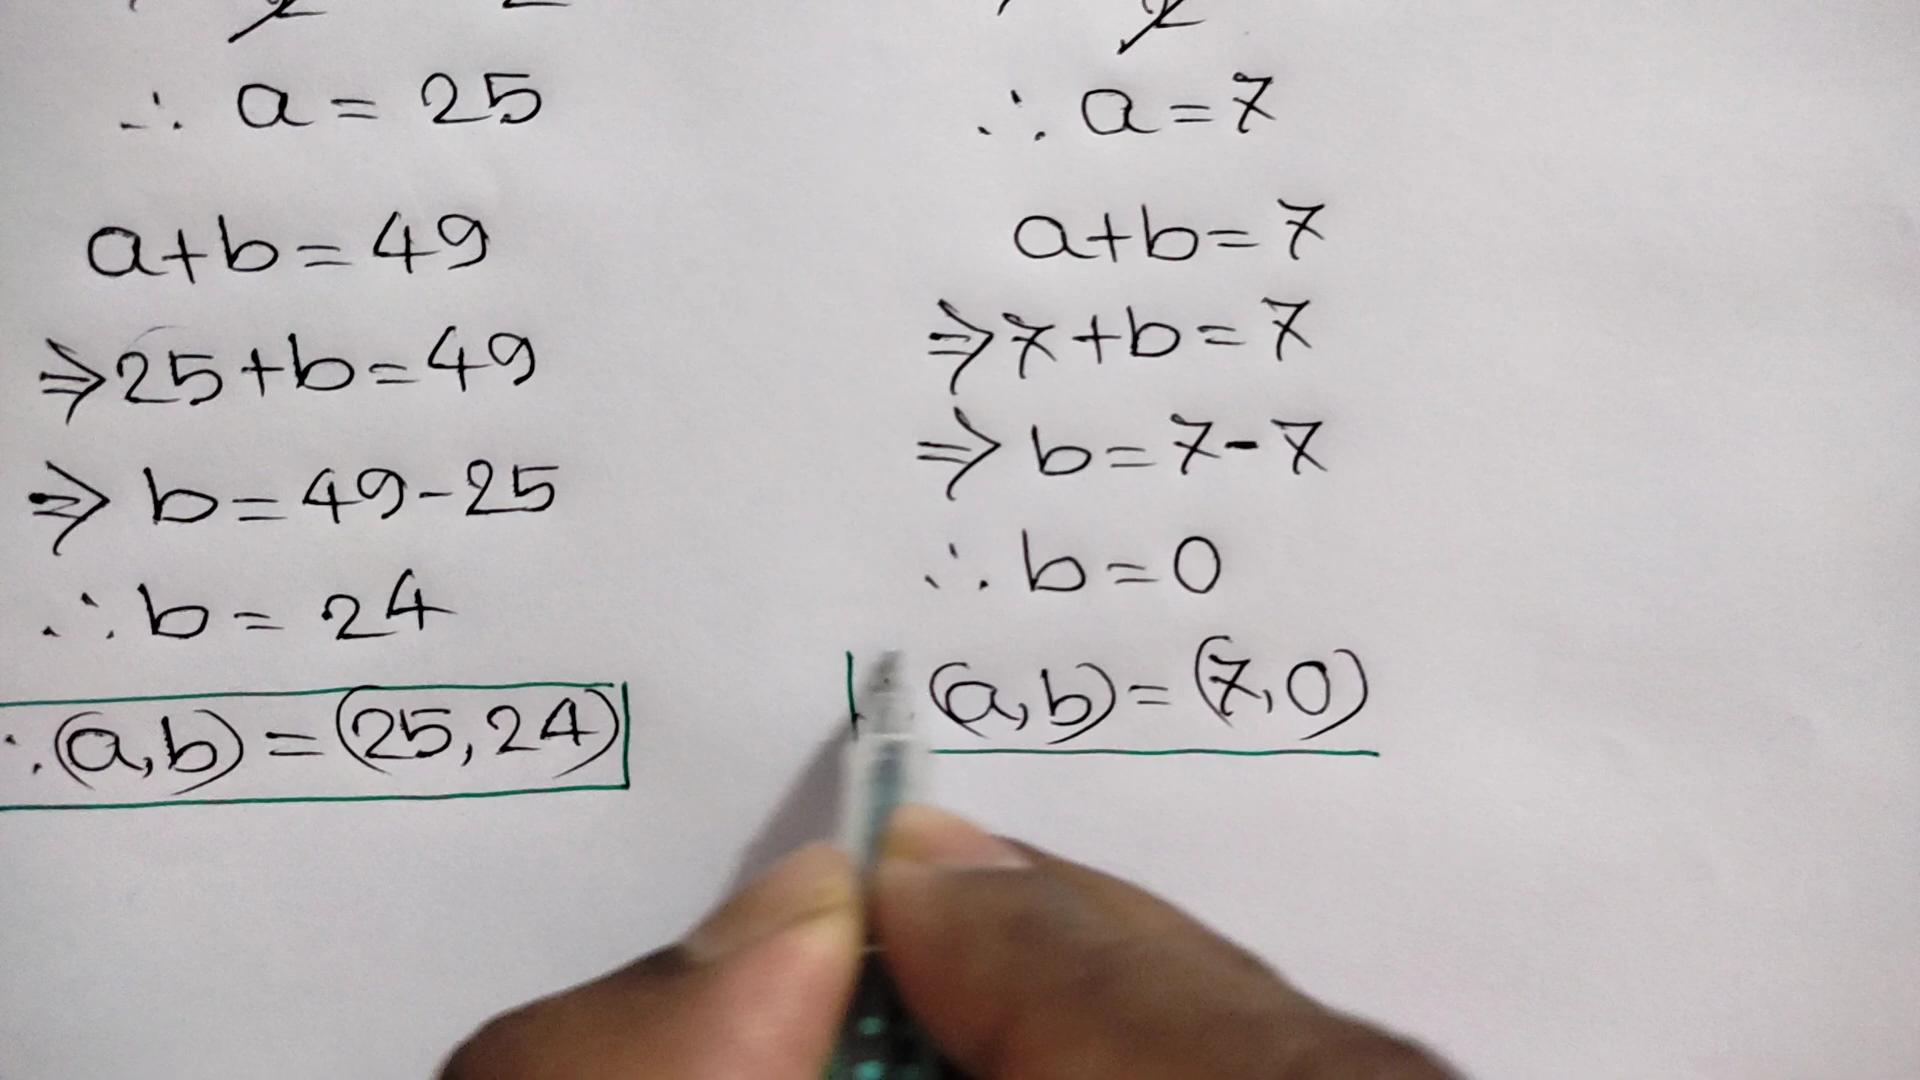 ∴ a = 25
a+b = 49
⇒ 25+b = 49
⇒ b = 49-25
∴ b = 24
∴ (a,b) = (25,24)
∴ a = 7
a+b = 7
⇒ 7+b = 7
⇒ b = 7-7
∴ b = 0
(a,b) = (7,0)